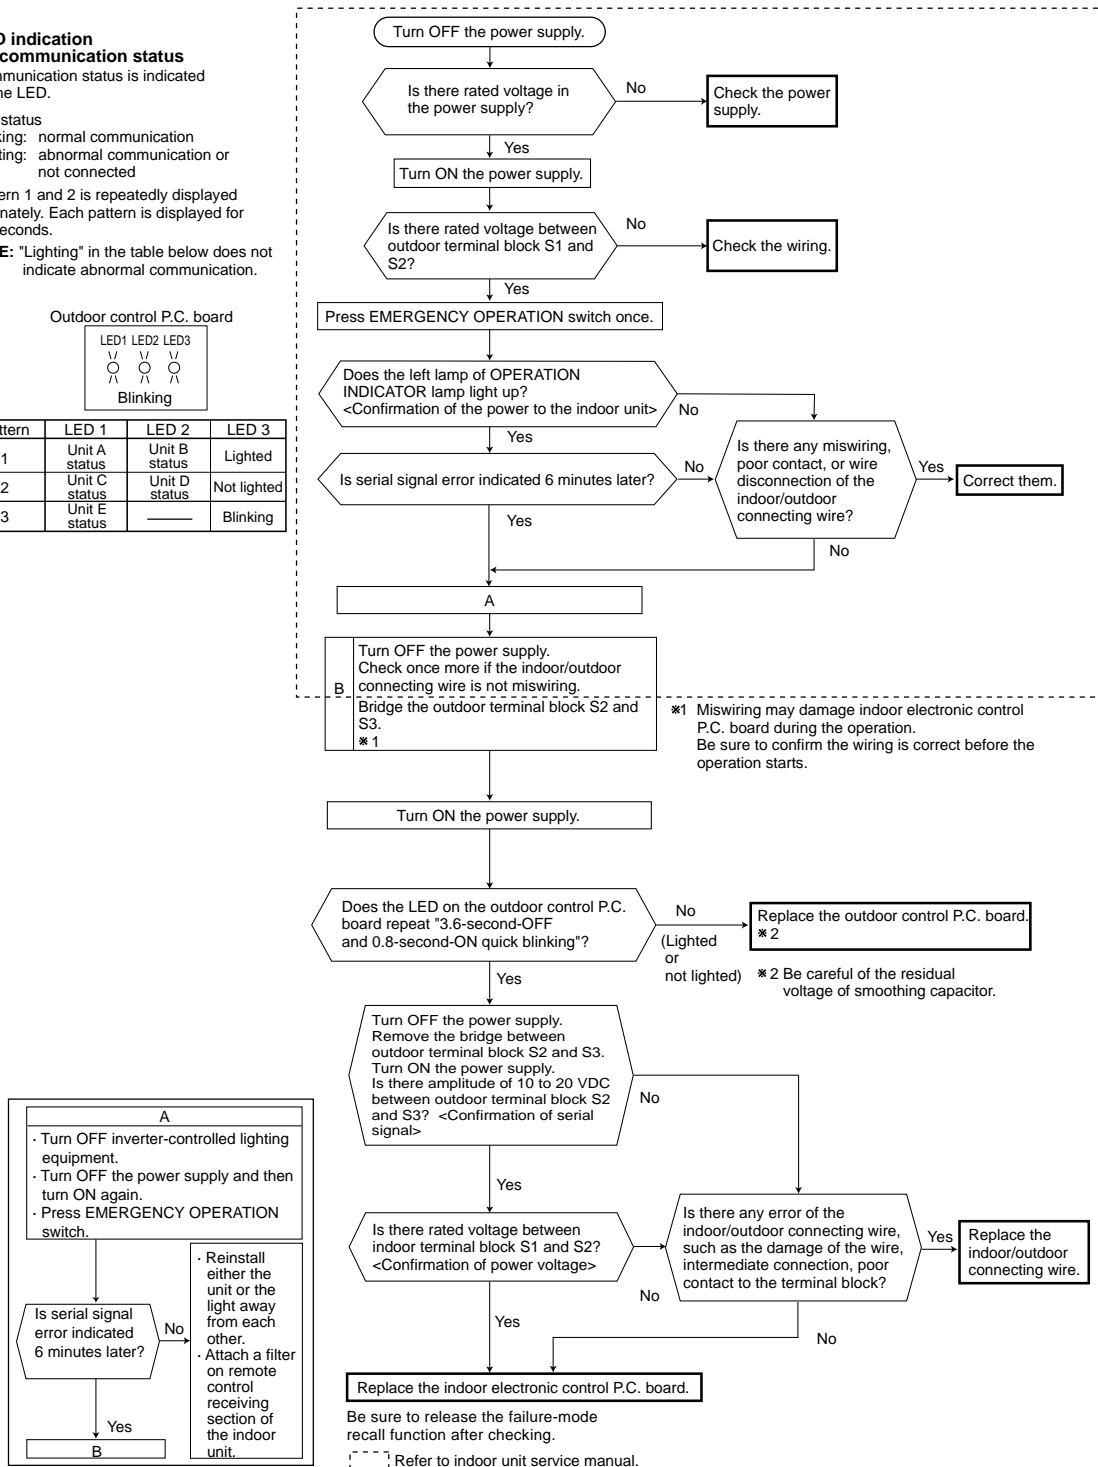 D indication
communication status
mmunication status is indicated
he LED.
status
king: normal communication
ting: abnormal communication or
not connected
ern 1 and 2 is repeatedly displayed
nately. Each pattern is displayed for
econds.
E: "Lighting" in the table below does not
indicate abnormal communication.
Outdoor control P.C. board
LED1 LED2 LED3
Blinking
ttern LED 1 LED 2 LED 3
1 Unit A status Unit B status Lighted
2 Unit C status Unit D status Not lighted
3 Unit E status ——— Blinking
Turn OFF the power supply.
Is there rated voltage in
the power supply?
No
Check the power
supply.
Yes
Turn ON the power supply.
Is there rated voltage between
outdoor terminal block S1 and
S2?
No
Check the wiring.
Yes
Press EMERGENCY OPERATION switch once.
Does the left lamp of OPERATION
INDICATOR lamp light up?
<Confirmation of the power to the indoor unit>
No
Yes
Is serial signal error indicated 6 minutes later?
No
Is there any miswiring,
poor contact, or wire
disconnection of the
indoor/outdoor
connecting wire?
Yes
Correct them.
Yes
No
A
B
Turn OFF the power supply.
Check once more if the indoor/outdoor
connecting wire is not miswiring.
Bridge the outdoor terminal block S2 and
S3.
※1
※1 Miswiring may damage indoor electronic control
P.C. board during the operation.
Be sure to confirm the wiring is correct before the
operation starts.
Turn ON the power supply.
Does the LED on the outdoor control P.C.
board repeat "3.6-second-OFF
and 0.8-second-ON quick blinking"?
No
(Lighted
or
not lighted)
Replace the outdoor control P.C. board.
※2
※2 Be careful of the residual
voltage of smoothing capacitor.
Yes
Turn OFF the power supply.
Remove the bridge between
outdoor terminal block S2 and S3.
Turn ON the power supply.
Is there amplitude of 10 to 20 VDC
between outdoor terminal block S2
and S3? <Confirmation of serial
signal>
No
Yes
Is there rated voltage between
indoor terminal block S1 and S2?
<Confirmation of power voltage>
No
Is there any error of the
indoor/outdoor connecting wire,
such as the damage of the wire,
intermediate connection, poor
contact to the terminal block?
Yes
Replace the
indoor/outdoor
connecting wire.
Yes
No
Replace the indoor electronic control P.C. board.
Be sure to release the failure-mode
recall function after checking.
Refer to indoor unit service manual.
A
· Turn OFF inverter-controlled lighting
equipment.
· Turn OFF the power supply and then
turn ON again.
· Press EMERGENCY OPERATION
switch.
Is serial signal
error indicated
6 minutes later?
No
· Reinstall
either the
unit or the
light away
from each
other.
· Attach a filter
on remote
control
receiving
section of
the indoor
unit.
Yes
B